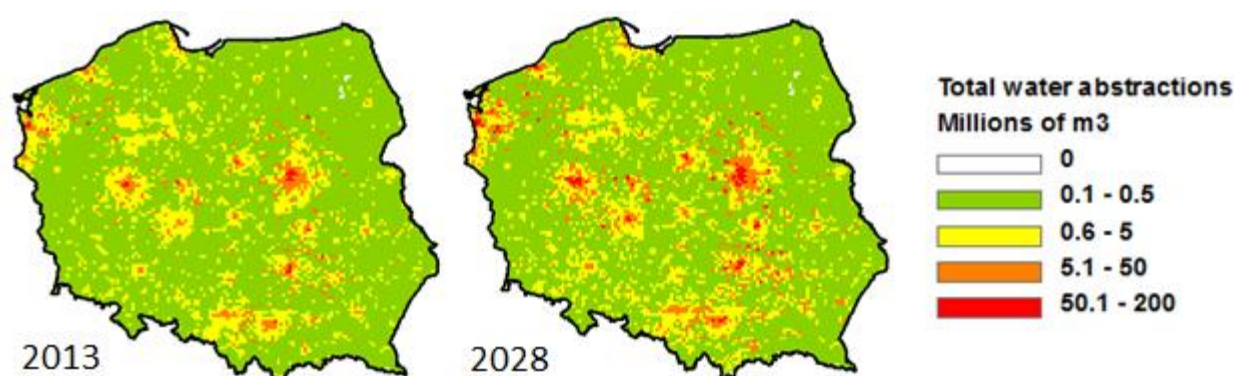 2013
2028
Total water abstractions
Millions of m3
0
0.1 - 0.5
0.6 - 5
5.1 - 50
50.1 - 200